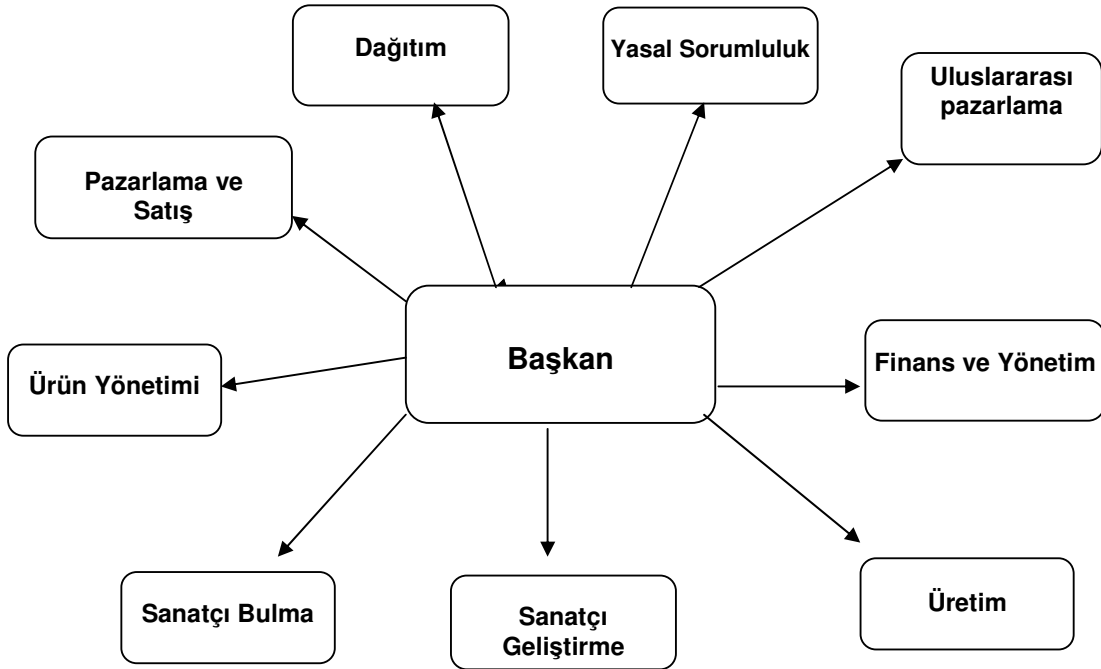 Dağıtım
Yasal Sorumluluk
Uluslararası
pazarlama
Pazarlama ve
Satış
Başkan
Finans ve Yönetim
Ürün Yönetimi
Sanatçı Bulma
Sanatçı
Geliştirme
Üretim